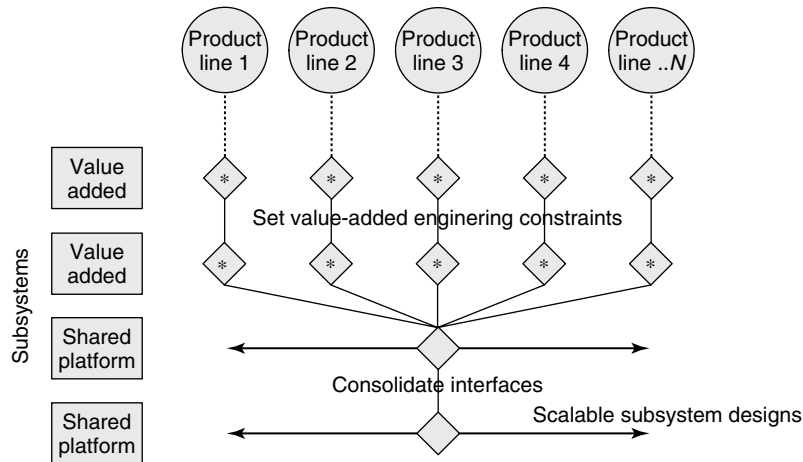 Product
line 1
Product
line 2
Product
line 3
Product
line 4
Product
line ..N
Value
added
* * * * *
Set value-added enginering constraints
Value
added
* * * * *
Subsystems
Shared
platform
Consolidate interfaces
Scalable subsystem designs
Shared
platform